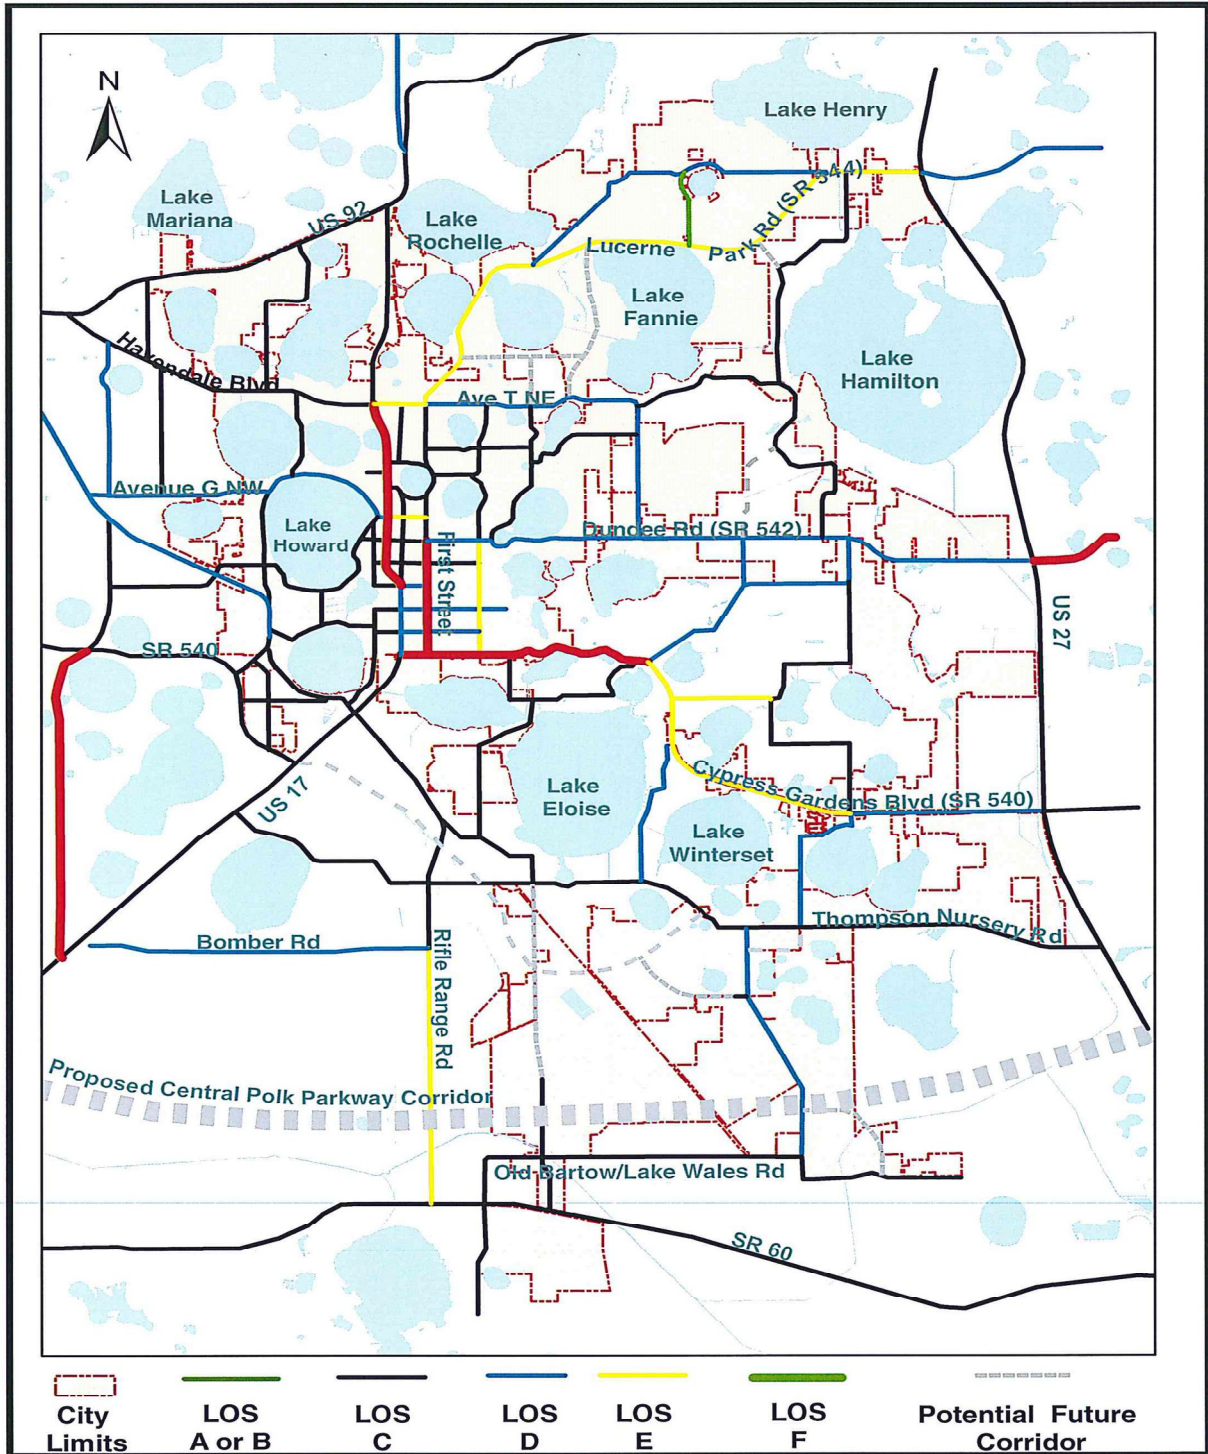 N
Lake Henry
Lake
Mariana
US 92
Lake
Rochelle
Park Rd (SR 544)
Lucerne
Lake
Fannie
Lake
Hamilton
Havendale Blvd
Ave T NE
Avenue G NW
Lake
Howard
First Street
Dundee Rd (SR 542)
US 27
SR 540
Lake
Eloise
Cypress Gardens Blvd (SR 540)
US 17
Lake
Winterset
Thompson Nursery Rd
Bomber Rd
Rifle Range Rd
Proposed Central Polk Parkway Corridor
Old Bartow/Lake Wales Rd
SR 60
City
Limits
LOS
A or B
LOS
C
LOS
D
LOS
E
LOS
F
Potential Future
Corridor